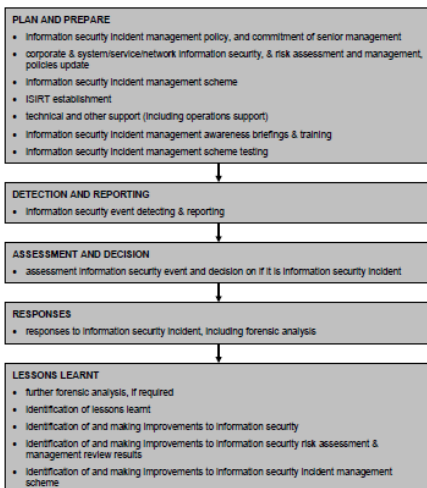 PLAN AND PREPARE
• information security incident management policy, and commitment of senior management
• corporate & system/service/network information security, & risk assessment and management,
policies update
• information security incident management scheme
• ISIRT establishment
• technical and other support (including operations support)
• information security incident management awareness briefings & training
• information security incident management scheme testing
DETECTION AND REPORTING
• information security event detecting & reporting
ASSESSMENT AND DECISION
• assessment information security event and decision on if it is information security incident
RESPONSES
• responses to information security incident, including forensic analysis
LESSONS LEARNT
• further forensic analysis, if required
• identification of lessons learnt
• identification of and making improvements to information security
• identification of and making improvements to information security risk assessment &
management review results
• identification of and making improvements to information security incident management
scheme